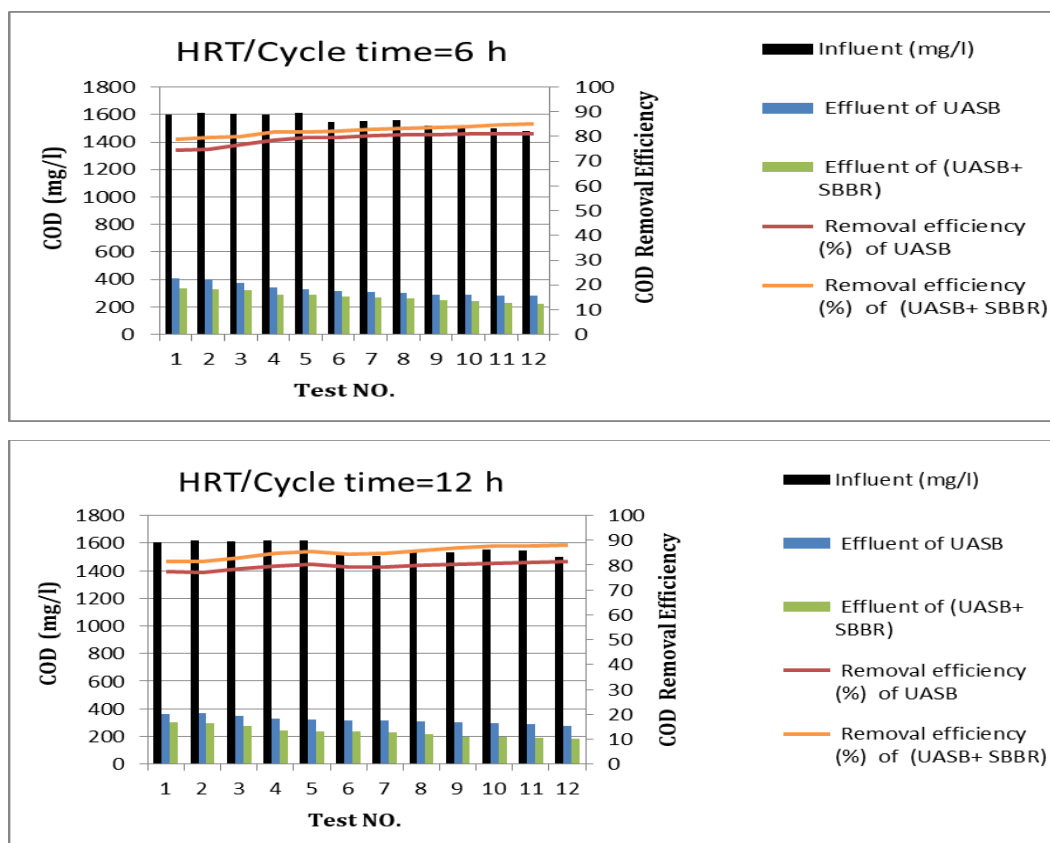 HRT/Cycle time=6 h
COD (mg/l)
1800
1600
1400
1200
1000
800
600
400
200
0
1 2 3 4 5 6 7 8 9 10 11 12
Test NO.
100
90
80
70
60
50
40
30
20
10
0
COD Removal Efficiency
Influent (mg/l)
Effluent of UASB
Effluent of (UASB+
SBBR)
Removal efficiency
(%) of UASB
Removal efficiency
(%) of (UASB+ SBBR)
HRT/Cycle time=12 h
COD (mg/l)
1800
1600
1400
1200
1000
800
600
400
200
0
1 2 3 4 5 6 7 8 9 10 11 12
Test NO.
100
90
80
70
60
50
40
30
20
10
0
COD Removal Efficiency
Influent (mg/l)
Effluent of UASB
Effluent of (UASB+
SBBR)
Removal efficiency
(%) of UASB
Removal efficiency
(%) of (UASB+ SBBR)